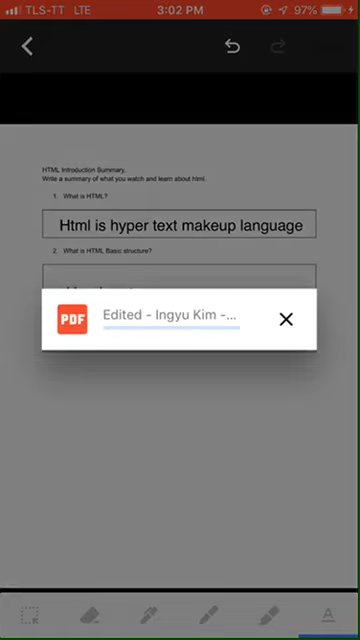 TLS-TT LTE 3:02 PM 97%
HTML Introduction Summary.
Write a summary of what you watch and learn about html.
1. What is HTML?
Html is hyper text makeup language
2. What is HTML Basic structure?
PDF Edited - Ingyu Kim -...
A